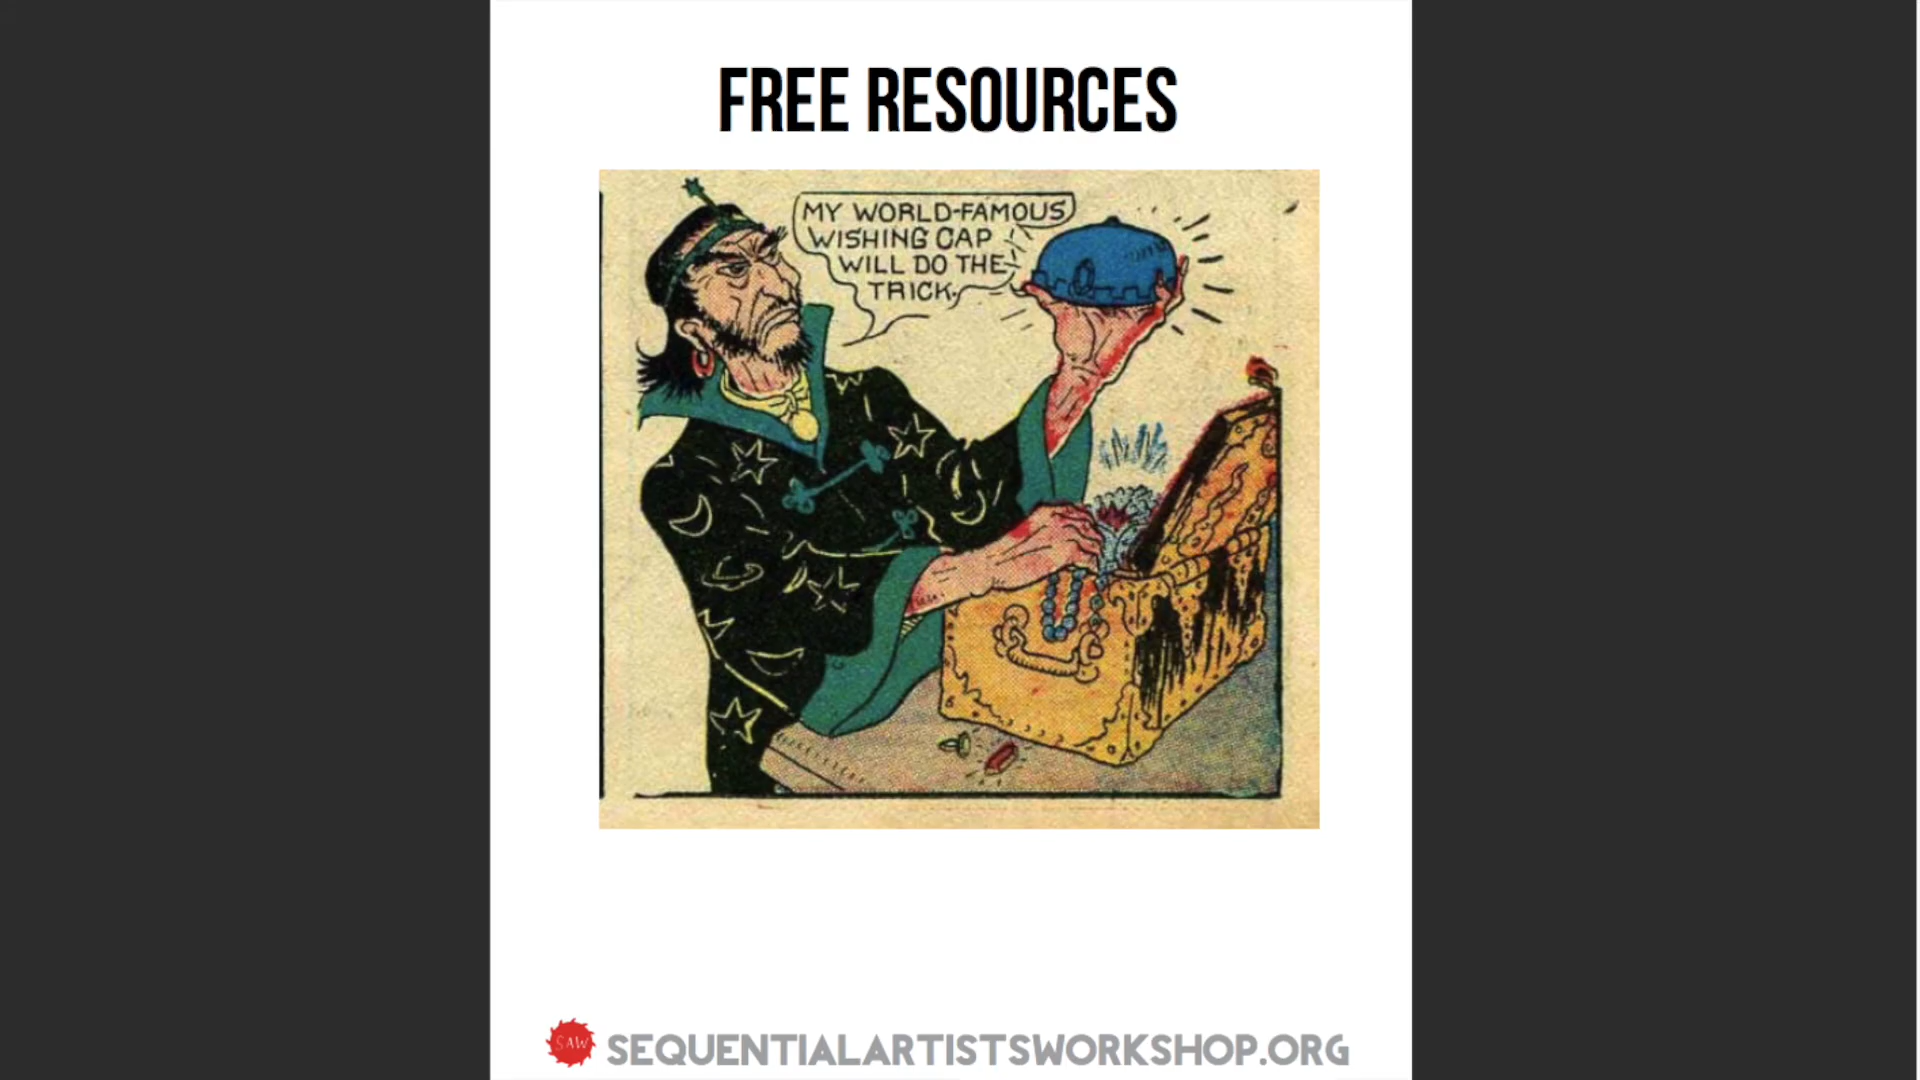 FREE RESOURCES
MY WORLD-FAMOUS
WISHING CAP
WILL DO THE
TRICK.
SAW
SEQUENTIALARTISTSWORKSHOP.ORG